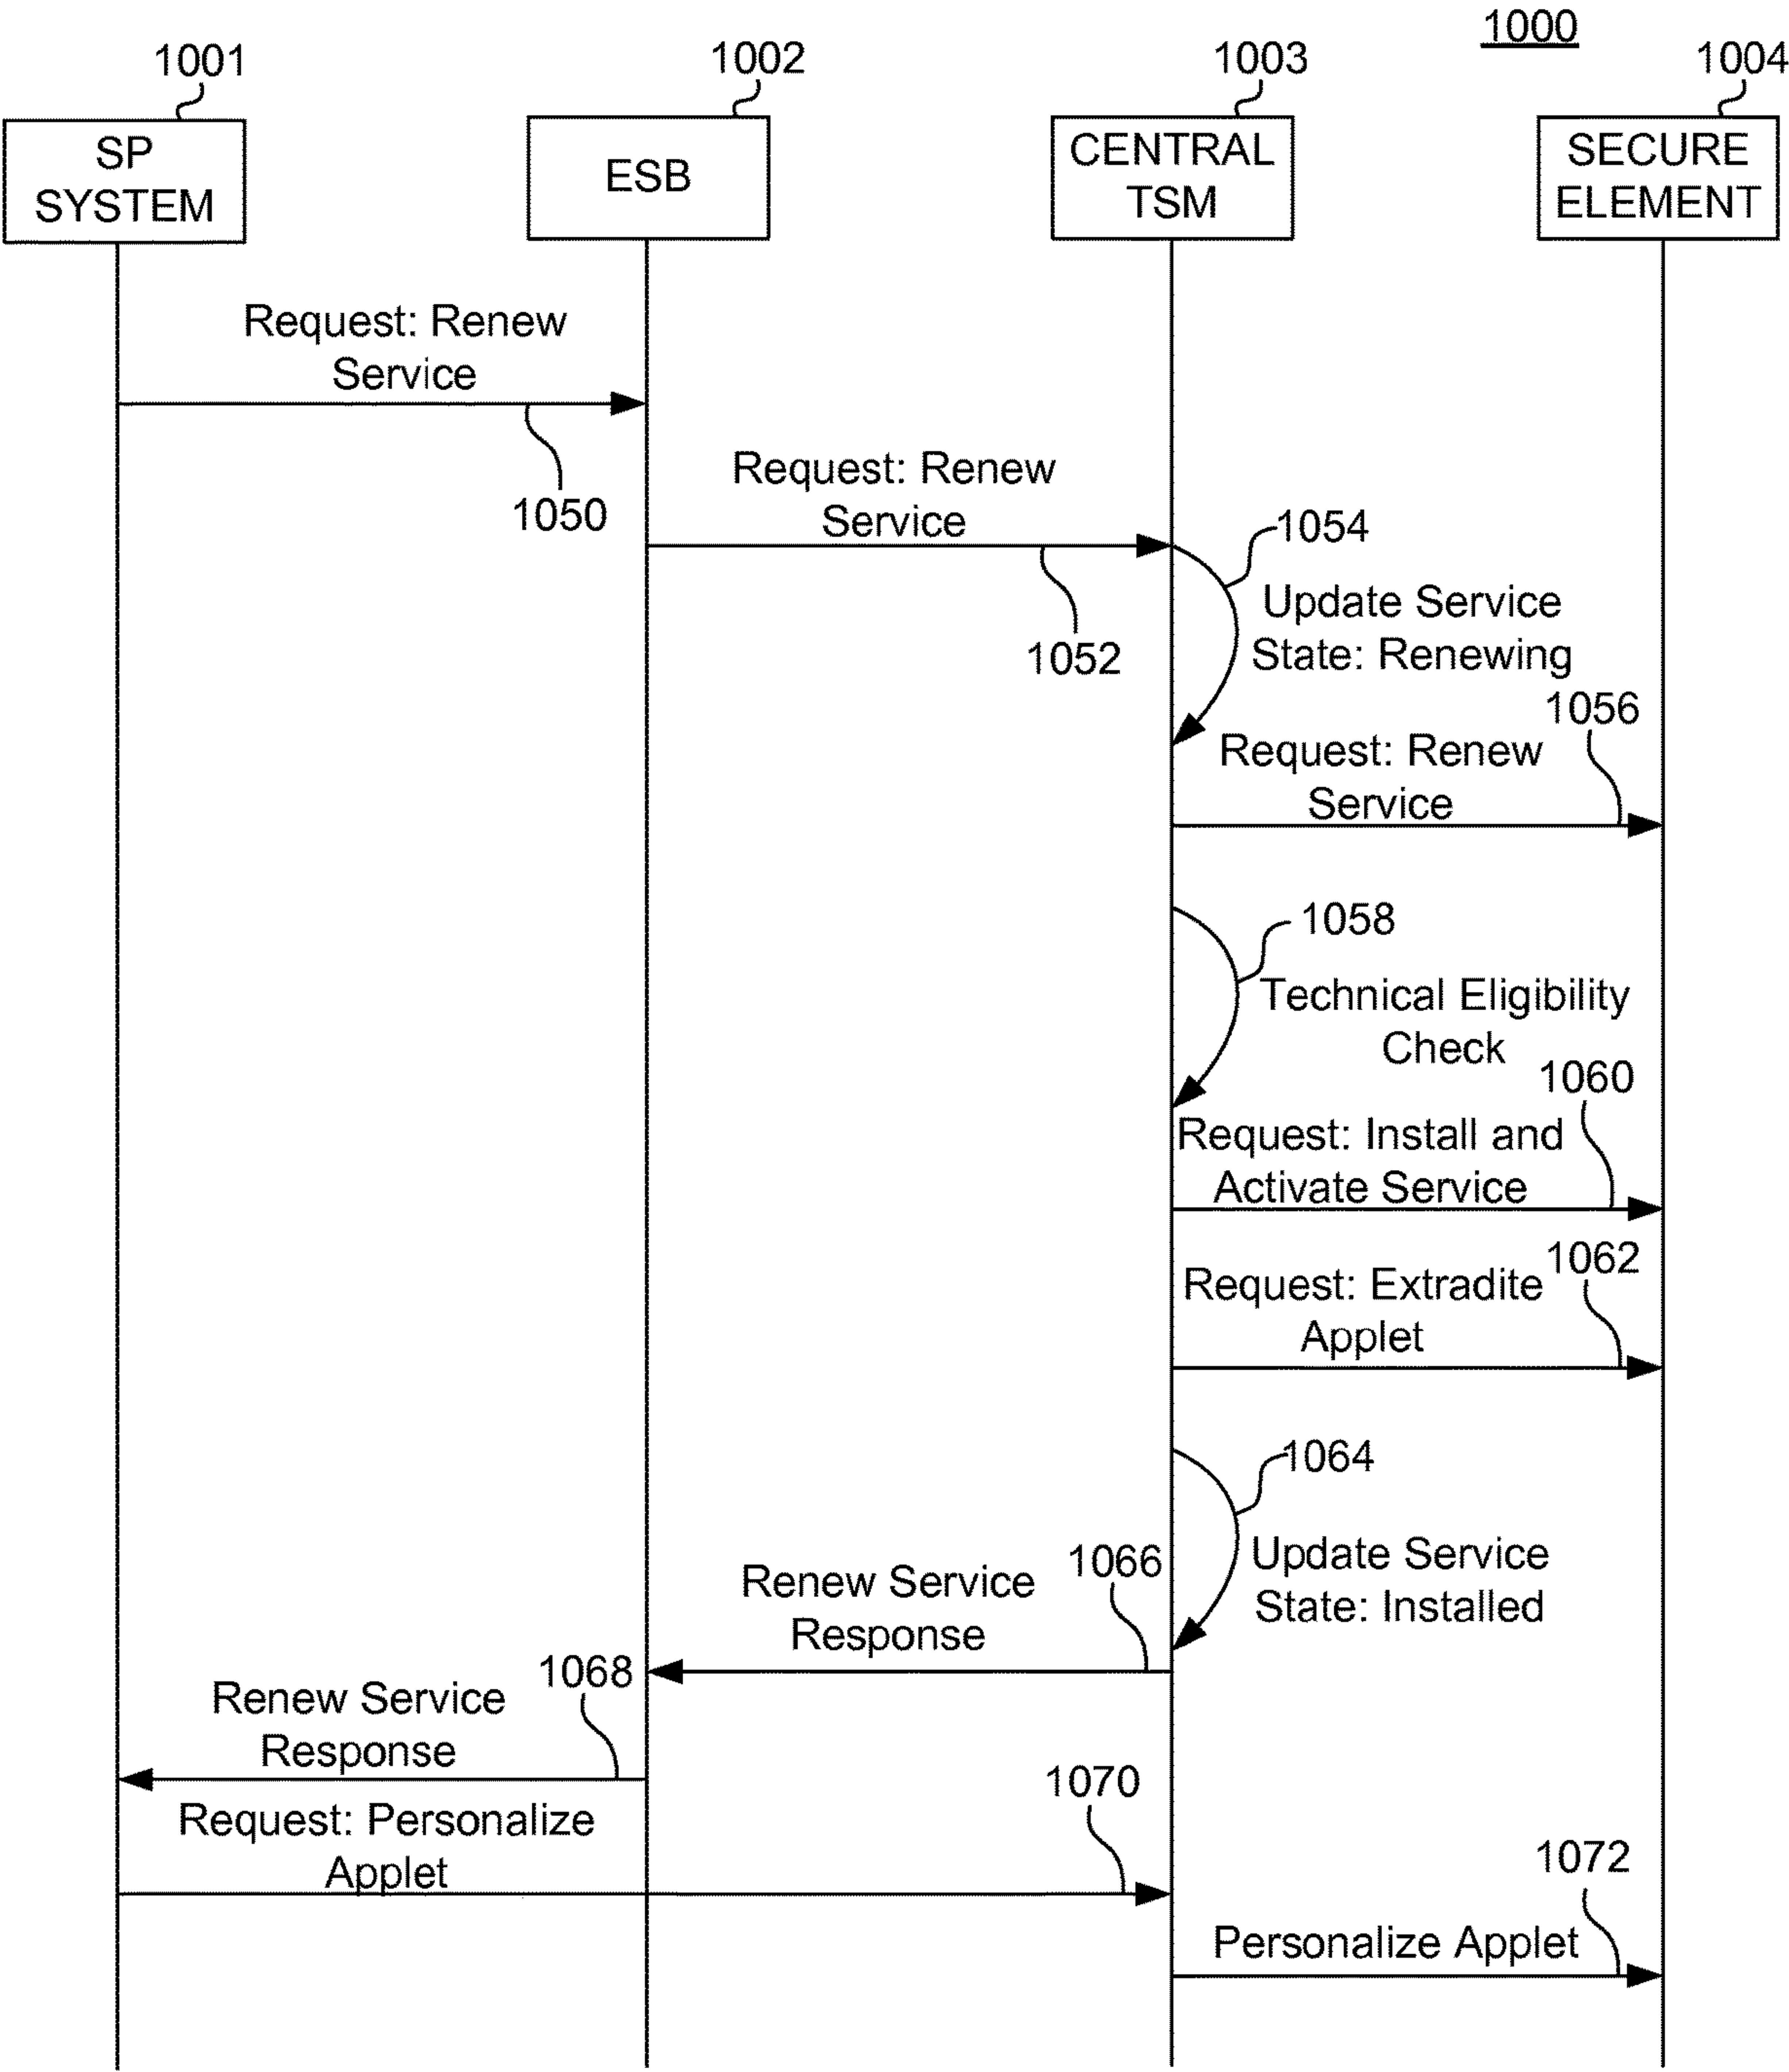 1000
1001
1002
1003
1004
SP
SYSTEM
ESB
CENTRAL
TSM
SECURE
ELEMENT
Request: Renew
Service
1050
Request: Renew
Service
1052
1054
Update Service
State: Renewing
1056
Request: Renew
Service
1058
Technical Eligibility
Check
1060
Request: Install and
Activate Service
1062
Request: Extradite
Applet
1064
Update Service
State: Installed
1066
Renew Service
Response
1068
Renew Service
Response
Request: Personalize
Applet
1070
1072
Personalize Applet